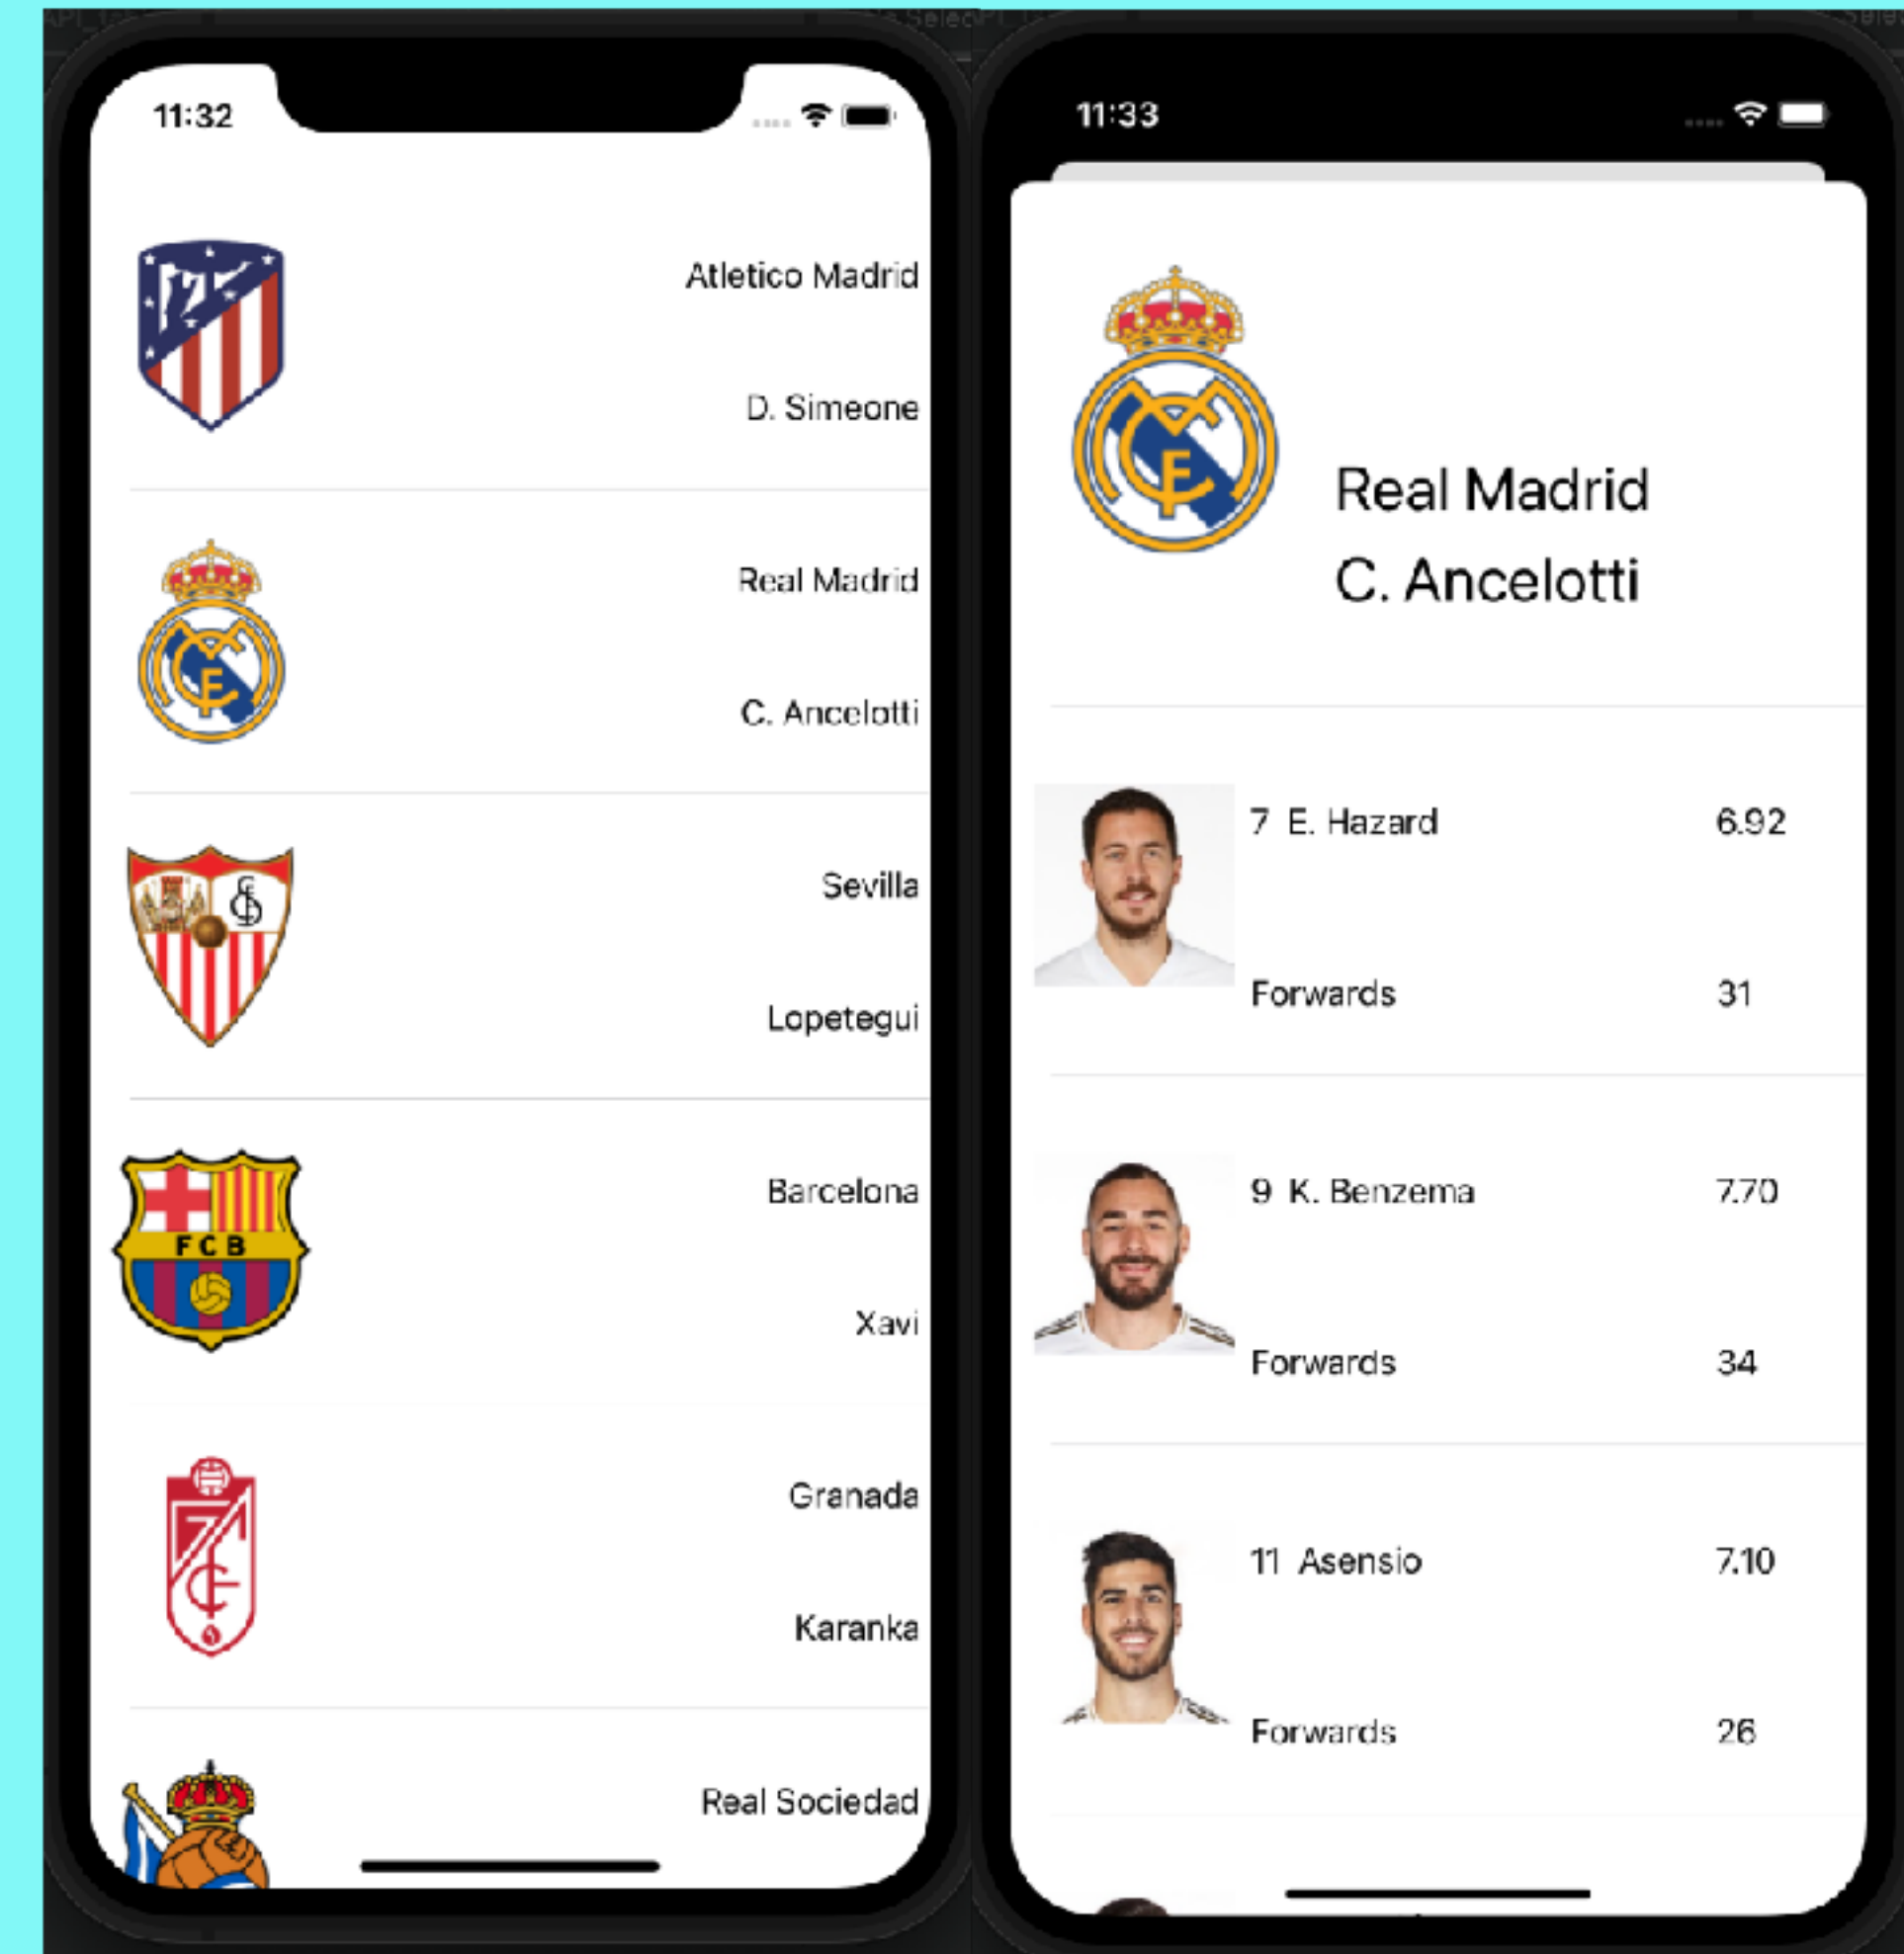 11:32
Atletico Madrid
D. Simeone
Real Madrid
C. Ancelotti
Sevilla
Lopetegui
Barcelona
FCB
Xavi
Granada
Karanka
Real Sociedad
11:33
Real Madrid
C. Ancelotti
7 E. Hazard 6.92
Forwards 31
9 K. Benzema 7.70
Forwards 34
11 Asensio 7.10
Forwards 26